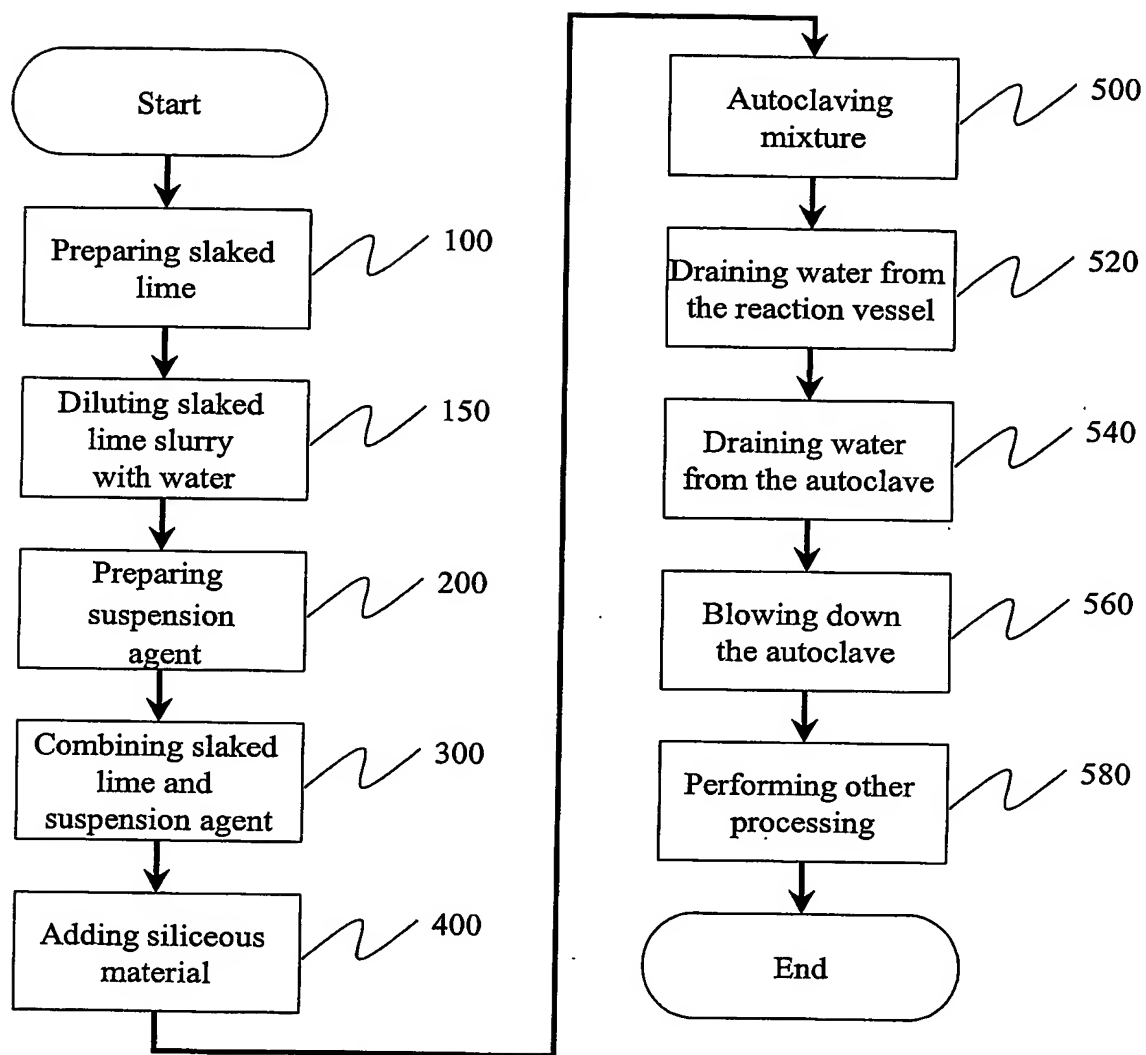 Start
Preparing slaked
lime
100
Diluting slaked
lime slurry
with water
150
Preparing
suspension
agent
200
Combining slaked
lime and
suspension agent
300
Adding siliceous
material
400
Autoclaving
mixture
500
Draining water from
the reaction vessel
520
Draining water
from the autoclave
540
Blowing down
the autoclave
560
Performing other
processing
580
End